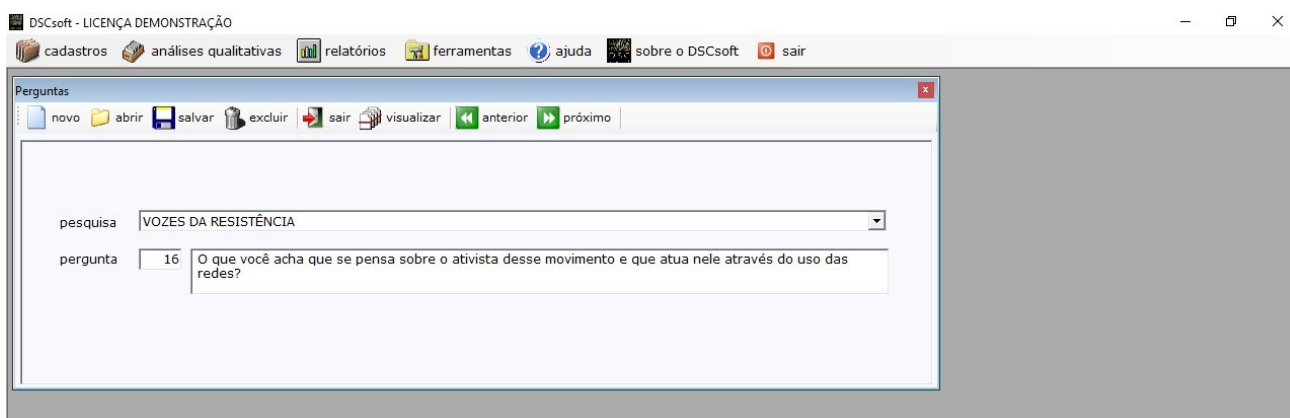 DSCsoft - LICENÇA DEMONSTRAÇÃO
cadastros análises qualitativas relatórios ferramentas ajuda sobre o DSCsoft sair
Perguntas
novo abrir salvar excluir sair visualizar anterior próximo
pesquisa VOZES DA RESISTÊNCIA
pergunta 16 O que você acha que se pensa sobre o ativista desse movimento e que atua nele através do uso das
redes?